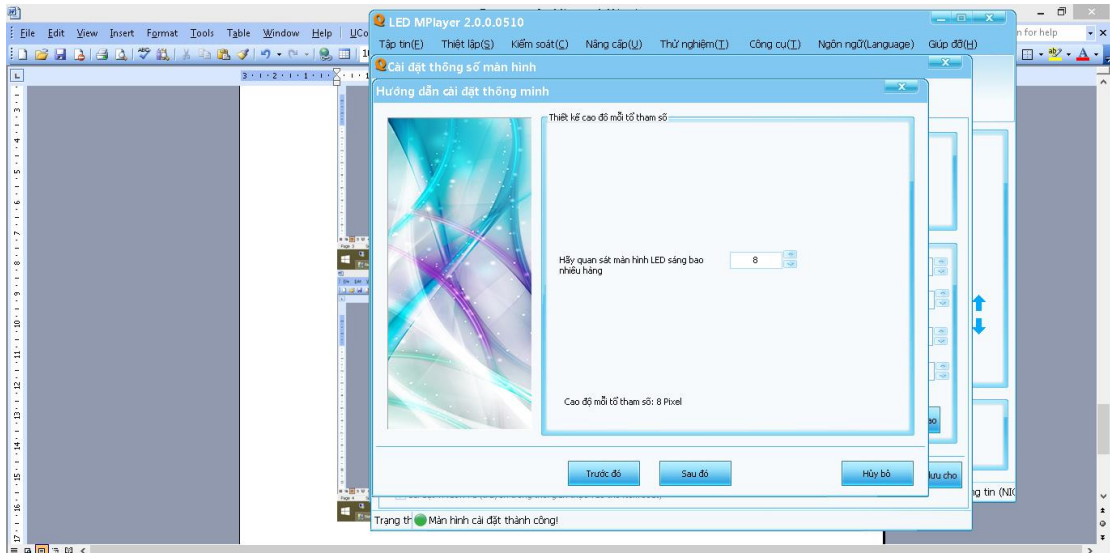 LED MPlayer 2.0.0.0510
File Edit View Insert Format Tools Table Window Help
Tập tin(F) Thiết lập(S) Kiểm soát(C) Nâng cấp(U) Thử nghiệm(T) Công cụ(T) Ngôn ngữ(Language) Giúp đỡ(H)
Cài đặt thông số màn hình
Hướng dẫn cài đặt thông minh
Thiết kế cao độ mỗi tổ tham số
Hãy quan sát màn hình LED sáng bao
nhiêu hàng
8
Cao độ mỗi tổ tham số: 8 Pixel
Trước đó Sau đó Hủy bỏ
lưu cho
Màn hình cài đặt thành công!